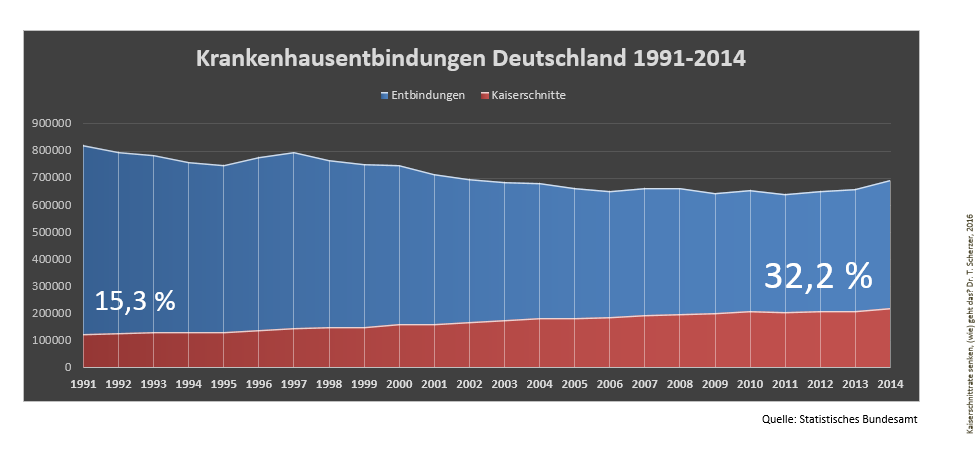 Krankenhausentbindungen Deutschland 1991-2014
Entbindungen Kaiserschnitte
900000
800000
700000
600000
500000
400000
300000
200000
100000
0
15,3 %
32,2 %
1991 1992 1993 1994 1995 1996 1997 1998 1999 2000 2001 2002 2003 2004 2005 2006 2007 2008 2009 2010 2011 2012 2013 2014
Quelle: Statistisches Bundesamt
Kaiserschnittrate senken, (wie) geht das? Dr. T. Scherzer, 2016